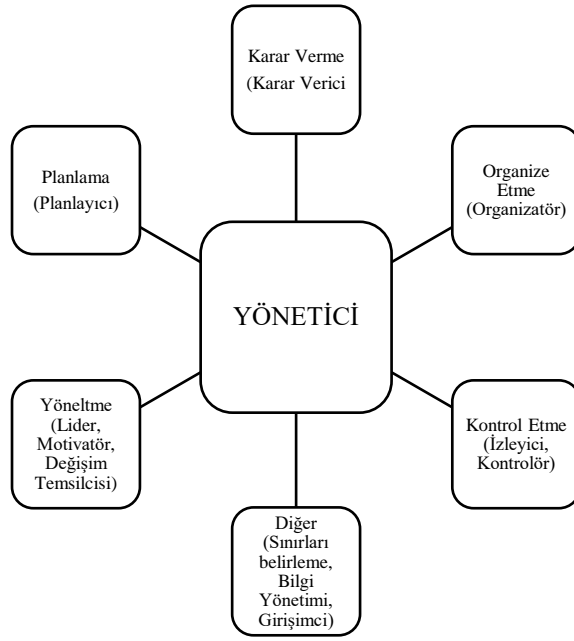 Karar Verme
(Karar Verici
Planlama
(Planlayıcı)
Organize
Etme
(Organizatör)
YÖNETİCİ
Yöneltme
(Lider,
Motivatör,
Değişim
Temsilcisi)
Kontrol Etme
(İzleyici,
Kontrolör)
Diğer
(Sınırları
belirleme,
Bilgi
Yönetimi,
Girişimci)